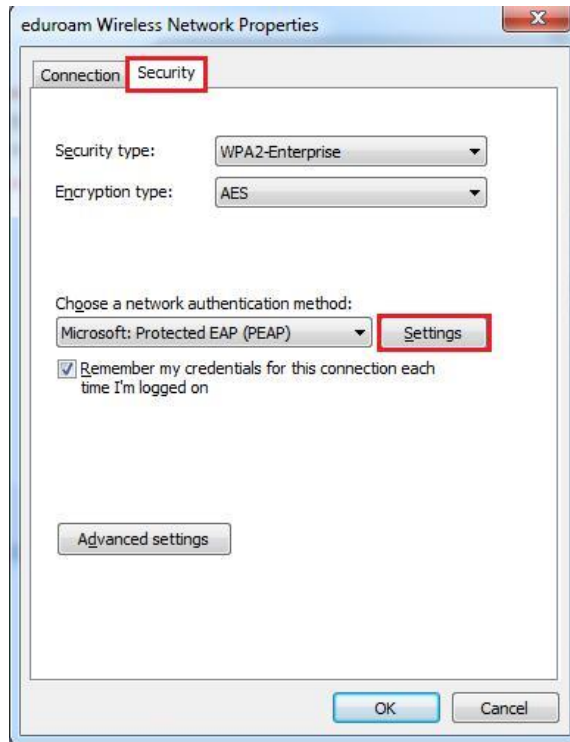 eduroam Wireless Network Properties
Connection Security
Security type: WPA2-Enterprise
Encryption type: AES
Choose a network authentication method:
Microsoft: Protected EAP (PEAP) Settings
Remember my credentials for this connection each
time I'm logged on
Advanced settings
OK Cancel